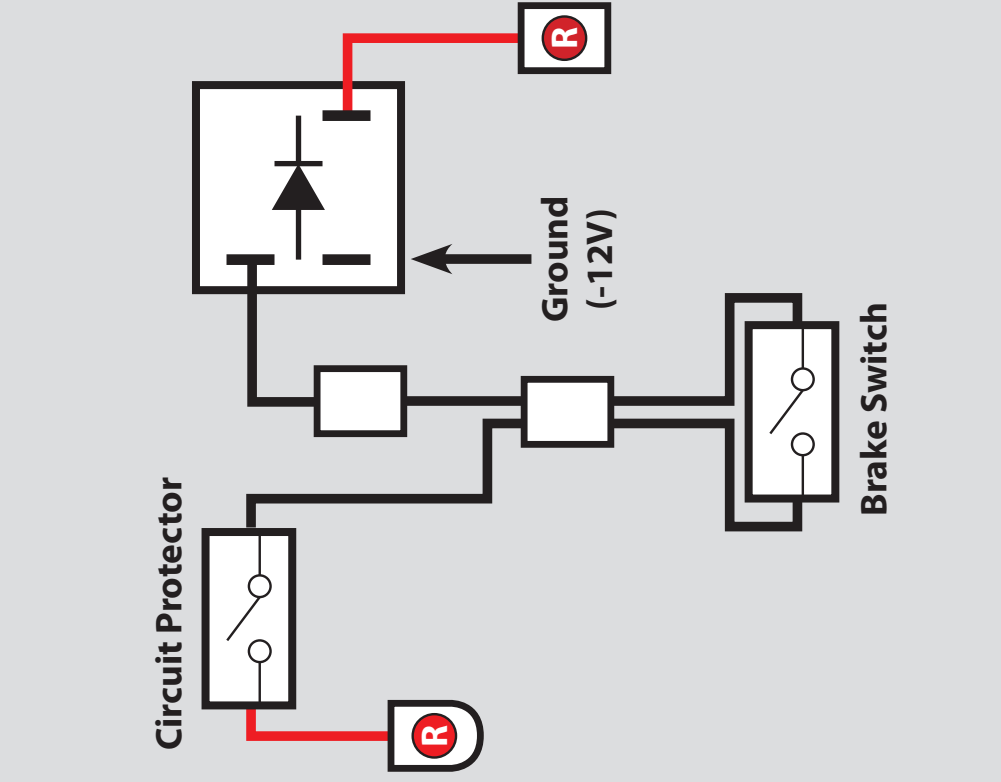 R
Ground
(-12V)
Brake Switch
Circuit Protector
R